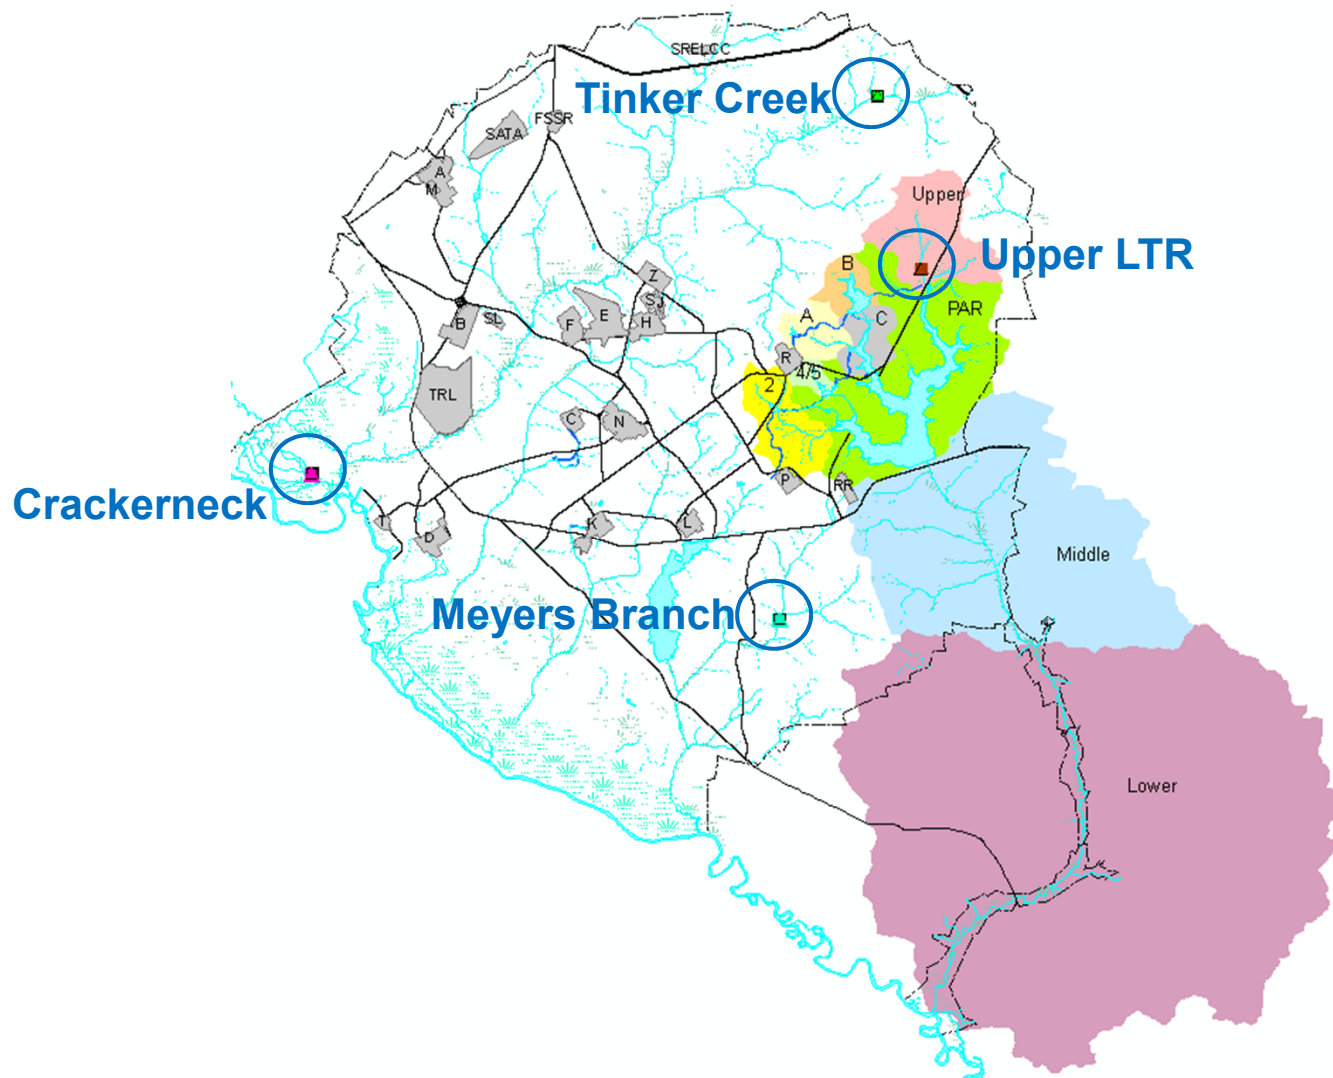 SRELCC
Tinker Creek
FSSR
SATA
A
M
Upper
Upper LTR
B
Z
PAR
SJ
A
C
F
E
H
B
SL
R
4/5
2
TRL
C
N
P
RR
Crackerneck
T
D
K
L
Middle
Meyers Branch
Lower